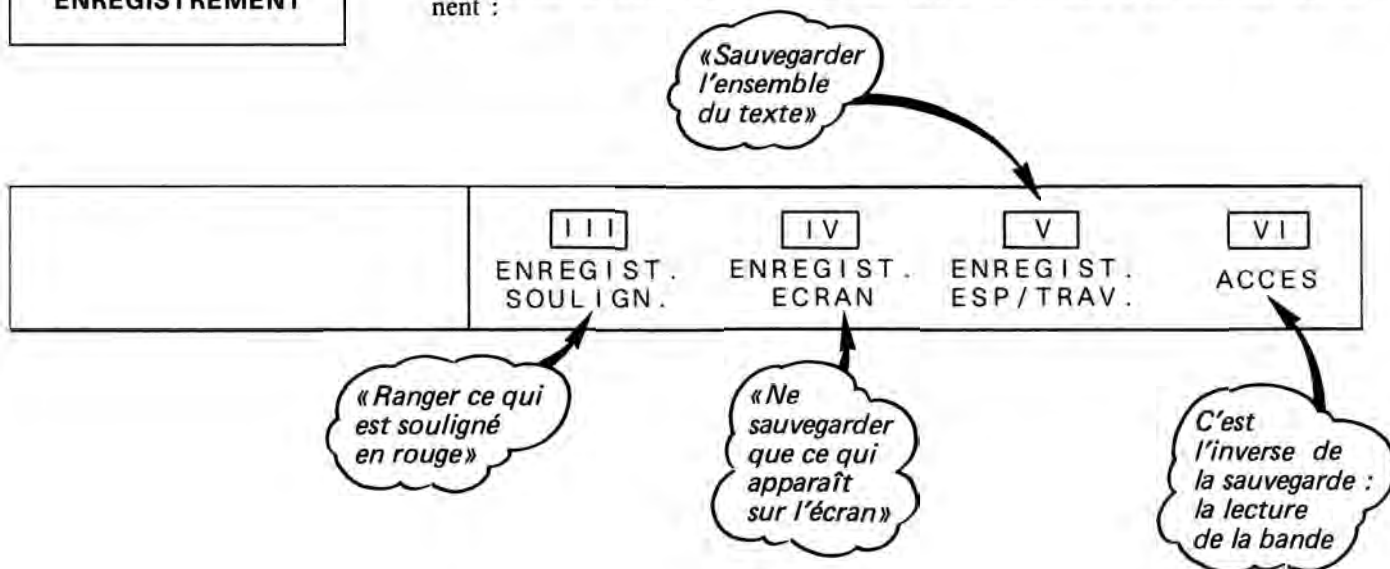 ENREGISTREMENT
nent :
«Sauvegarder
l'ensemble
du texte»
III
ENREGIST.
SOULIGN.
IV
ENREGIST.
ECRAN
V
ENREGIST.
ESP/TRAV.
VI
ACCES
«Ranger ce qui
est souligné
en rouge»
«Ne
sauvegarder
que ce qui
apparaît
sur l'écran»
C'est
l'inverse de
la sauvegarde :
la lecture
de la bande